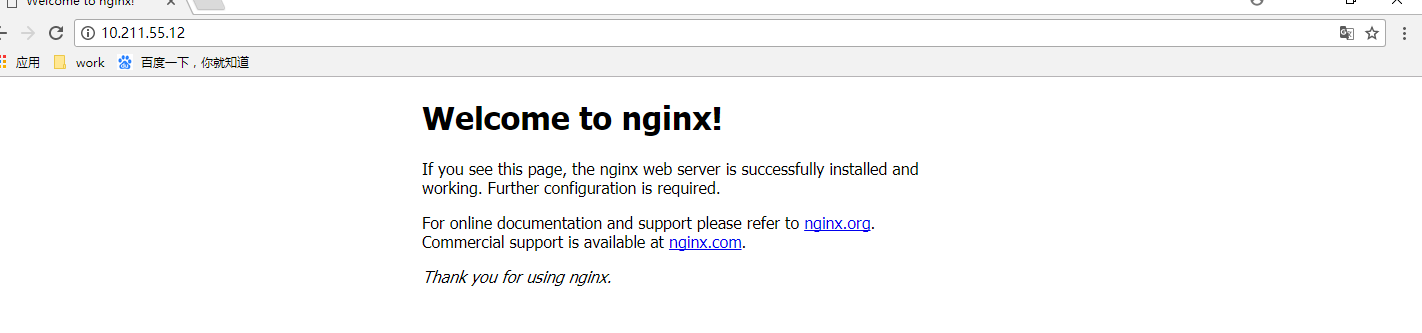 Welcome to nginx!
10.211.55.12
应用 work 百度一下，你就知道
Welcome to nginx!
If you see this page, the nginx web server is successfully installed and
working. Further configuration is required.
For online documentation and support please refer to nginx.org.
Commercial support is available at nginx.com.
Thank you for using nginx.